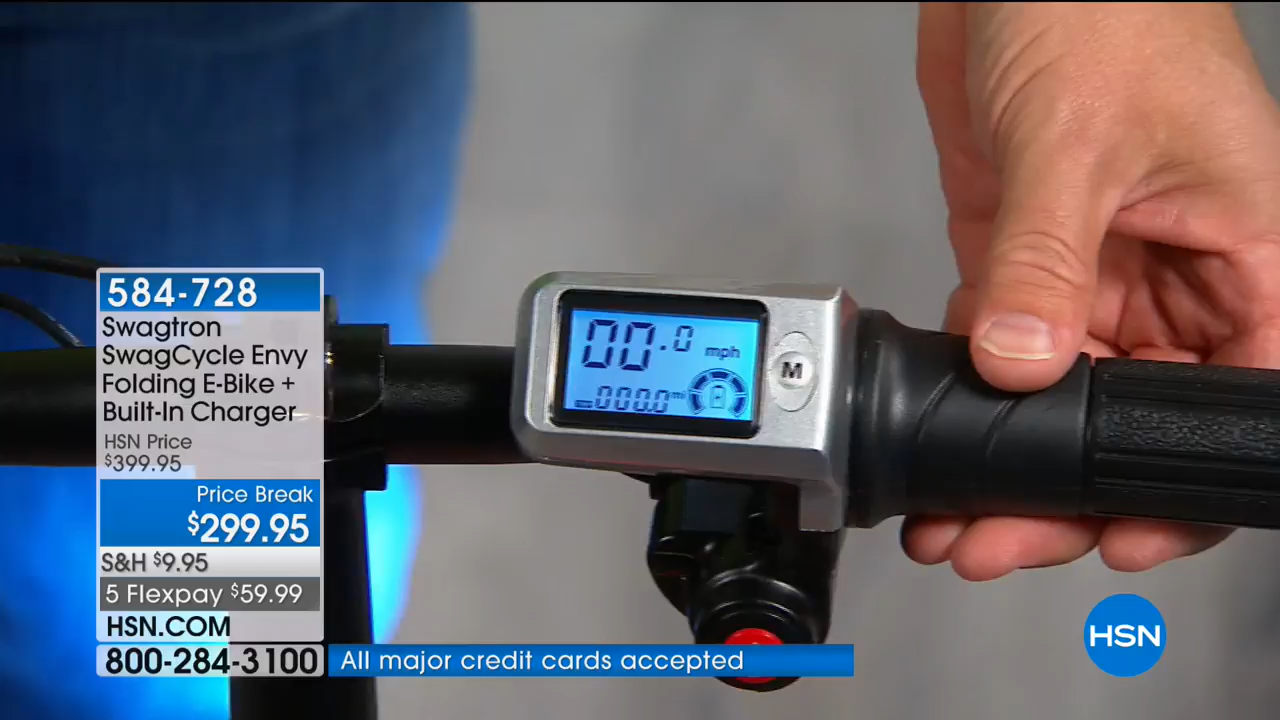 584-728
Swagtron
SwagCycle Envy
Folding E-Bike +
Built-In Charger
HSN Price
$399.95
Price Break
$299.95
S&H $9.95
5 Flexpay $59.99
HSN.COM
800-284-3100
All major credit cards accepted
00.0 mph
000.0 mi
M
HSN